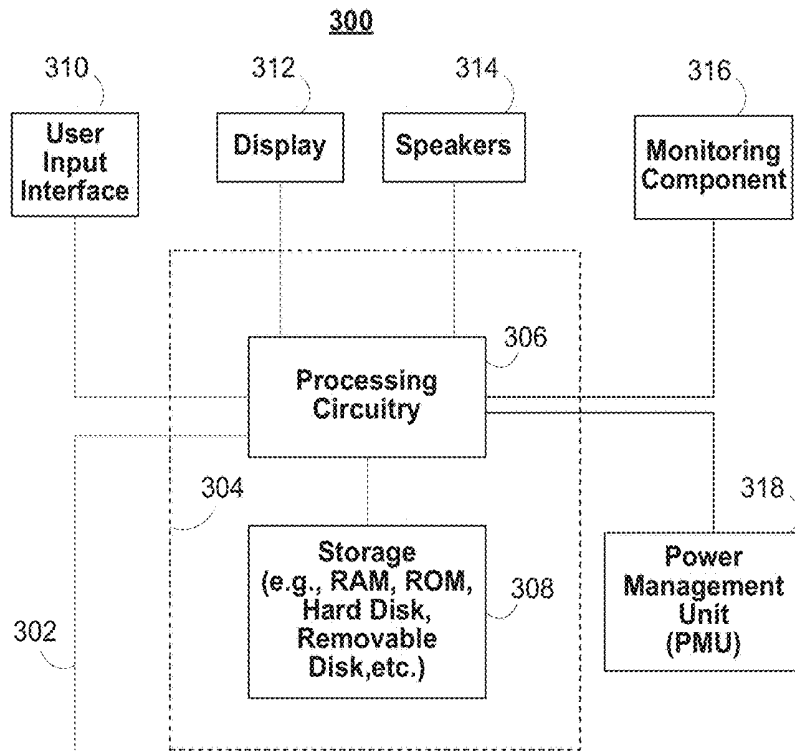 300
310
312
314
316
User
Input
Interface
Display
Speakers
Monitoring
Component
306
Processing
Circuitry
304
318
Storage
(e.g., RAM, ROM,
Hard Disk,
Removable
Disk,etc.)
308
Power
Management
Unit
(PMU)
302